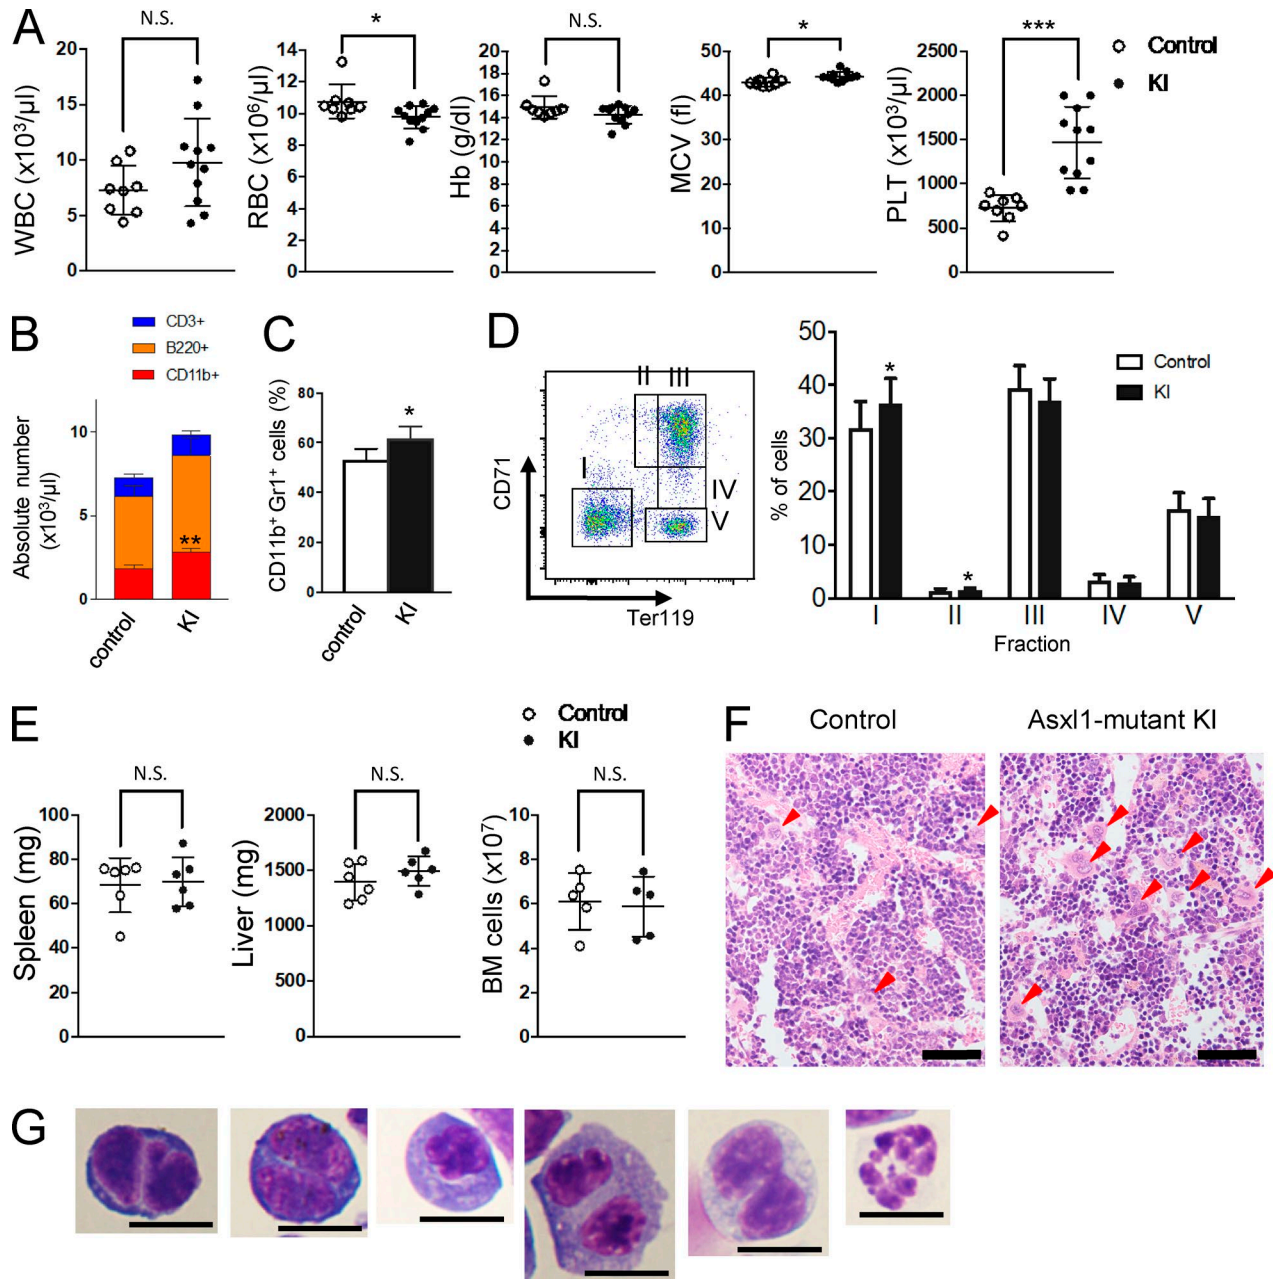 A
N.S.
WBC (x10³/μl)
20
15
10
5
0
*
RBC (x10⁶/μl)
14
12
10
8
6
4
2
0
N.S.
Hb (g/dl)
20
18
16
14
12
10
8
6
4
2
0
*
MCV (fl)
50
40
30
20
10
0
***
PLT (x10³/μl)
2500
2000
1500
1000
500
0
Control
KI
B
CD3+
B220+
CD11b+
Absolute number
(x10³/μl)
10
5
0
**
control
KI
C
CD11b⁺ Gr1⁺ cells (%)
80
60
40
20
0
*
control
KI
D
CD71
I
II
III
IV
V
Ter119
% of cells
50
40
30
20
10
0
*
*
Control
KI
I II III IV V
Fraction
E
Control
KI
N.S.
Spleen (mg)
100
80
60
40
20
0
N.S.
Liver (mg)
2000
1500
1000
500
0
N.S.
BM cells (x10⁷)
10
8
6
4
2
0
F
Control
Asxl1-mutant KI
G